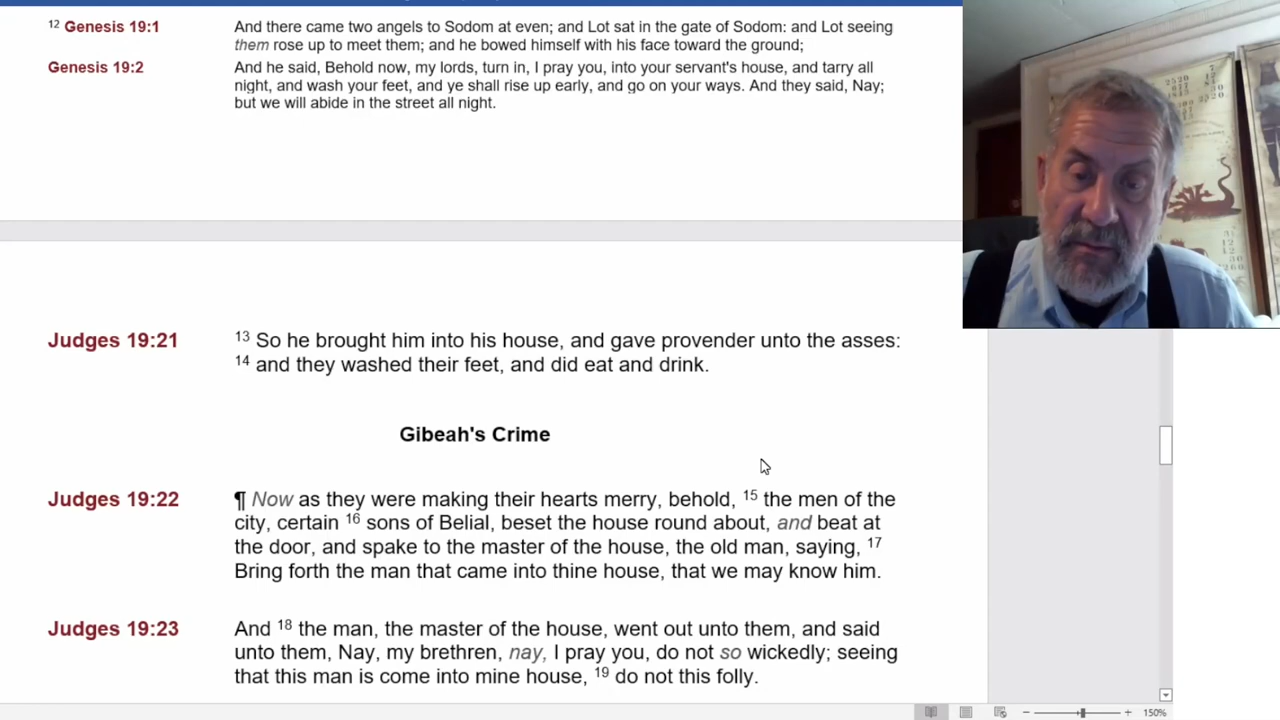 12 Genesis 19:1 And there came two angels to Sodom at even; and Lot sat in the gate of Sodom: and Lot seeing
them rose up to meet them; and he bowed himself with his face toward the ground;
Genesis 19:2 And he said, Behold now, my lords, turn in, I pray you, into your servant's house, and tarry all
night, and wash your feet, and ye shall rise up early, and go on your ways. And they said, Nay;
but we will abide in the street all night.
Judges 19:21 13 So he brought him into his house, and gave provender unto the asses:
14 and they washed their feet, and did eat and drink.
Gibeah's Crime
Judges 19:22 ¶ Now as they were making their hearts merry, behold, 15 the men of the
city, certain 16 sons of Belial, beset the house round about, and beat at
the door, and spake to the master of the house, the old man, saying, 17
Bring forth the man that came into thine house, that we may know him.
Judges 19:23 And 18 the man, the master of the house, went out unto them, and said
unto them, Nay, my brethren, nay, I pray you, do not so wickedly; seeing
that this man is come into mine house, 19 do not this folly.
150%
2520